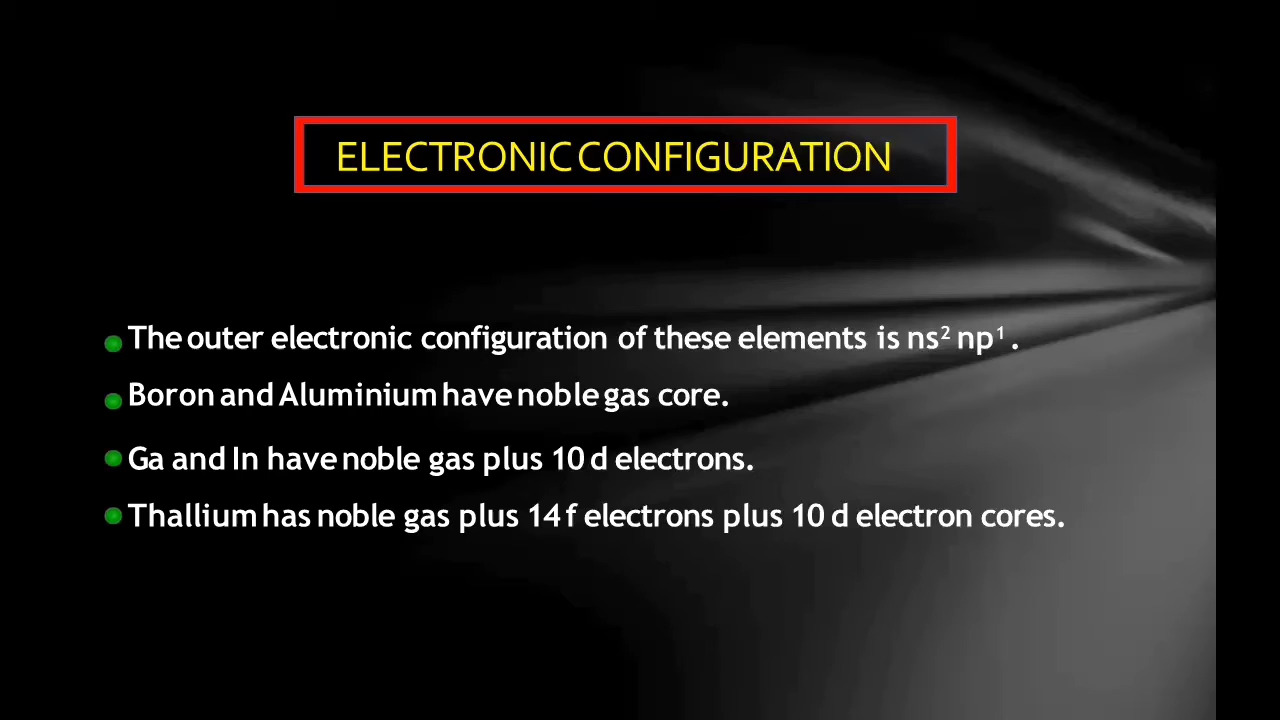 ELECTRONIC CONFIGURATION
The outer electronic configuration of these elements is ns² np¹.
Boron and Aluminium have noble gas core.
Ga and In have noble gas plus 10 d electrons.
Thallium has noble gas plus 14 f electrons plus 10 d electron cores.